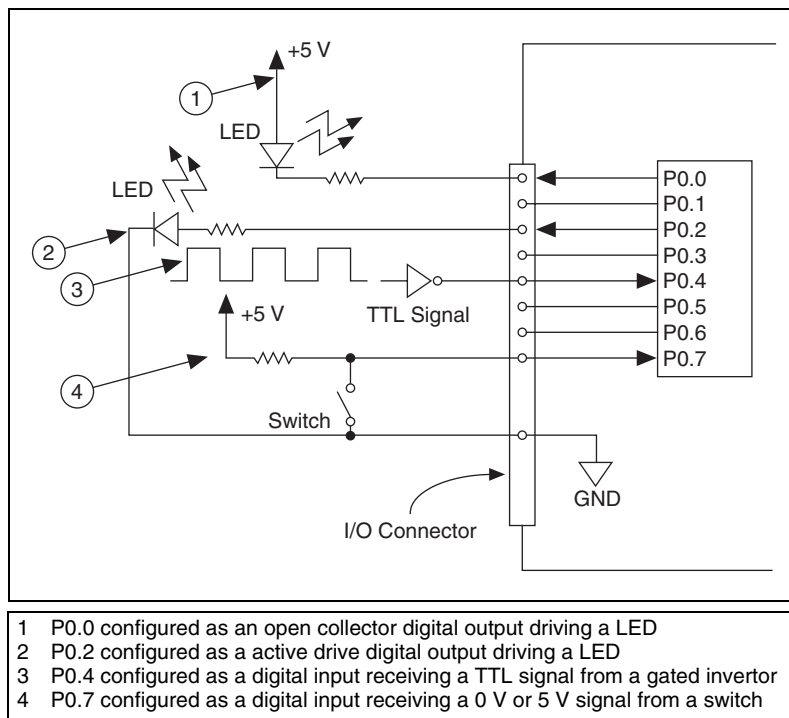 +5 V
1
LED
LED
P0.0
P0.1
P0.2
2
P0.3
3
P0.4
+5 V
TTL Signal
P0.5
P0.6
P0.7
4
Switch
GND
I/O Connector
1 P0.0 configured as an open collector digital output driving a LED
2 P0.2 configured as a active drive digital output driving a LED
3 P0.4 configured as a digital input receiving a TTL signal from a gated invertor
4 P0.7 configured as a digital input receiving a 0 V or 5 V signal from a switch